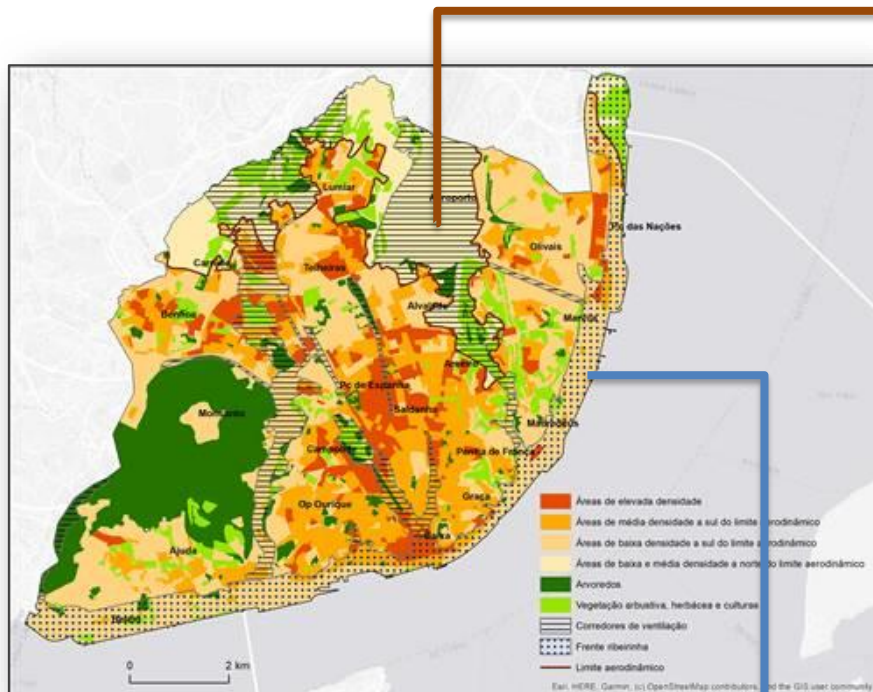 Lumiar
Aeroporto
das Nações
Olivais
Telheiras
Alvalade
Benfica
Areeiro
Pç de Espanha
Saldanha
Monsanto
Campolide
Penha de França
Graça
Op Ourique
Baixa
Ajuda
Belém
Áreas de elevada densidade
Áreas de média densidade a sul do limite aerodinâmico
Áreas de baixa densidade a sul do limite aerodinâmico
Áreas de baixa e média densidade a norte do limite aerodinâmico
Arvoredos
Vegetação arbustiva, herbácea e culturas
Corredores de ventilação
Frente ribeirinha
Limite aerodinâmico
0 2 km
Esri, HERE, Garmin, (c) OpenStreetMap contributors, and the GIS user community